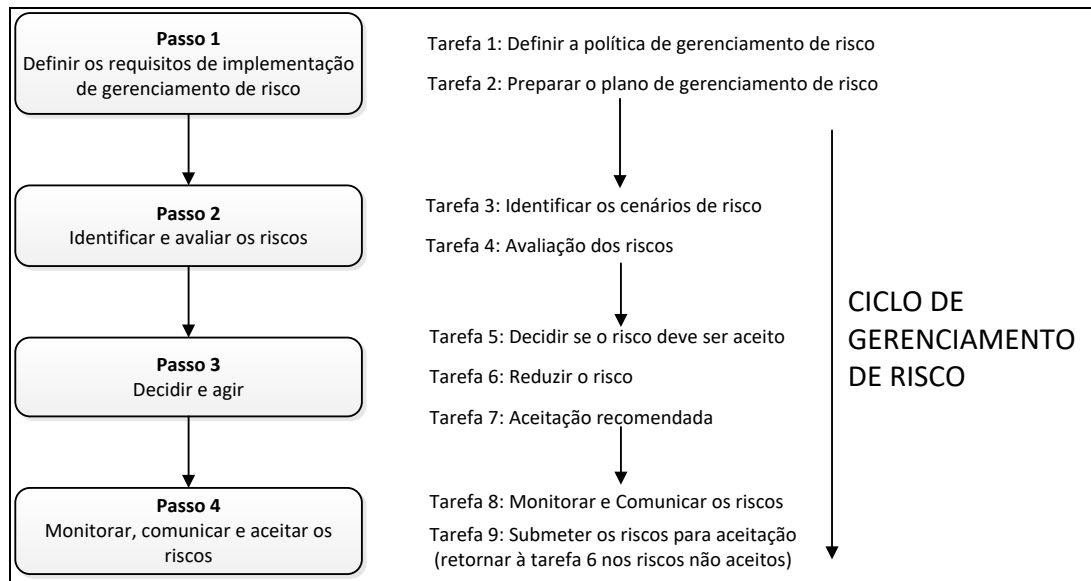 Passo 1
Definir os requisitos de implementação
de gerenciamento de risco
Tarefa 1: Definir a política de gerenciamento de risco
Tarefa 2: Preparar o plano de gerenciamento de risco
Passo 2
Identificar e avaliar os riscos
Tarefa 3: Identificar os cenários de risco
Tarefa 4: Avaliação dos riscos
Passo 3
Decidir e agir
Tarefa 5: Decidir se o risco deve ser aceito
Tarefa 6: Reduzir o risco
Tarefa 7: Aceitação recomendada
Passo 4
Monitorar, comunicar e aceitar os
riscos
Tarefa 8: Monitorar e Comunicar os riscos
Tarefa 9: Submeter os riscos para aceitação
(retornar à tarefa 6 nos riscos não aceitos)
CICLO DE
GERENCIAMENTO
DE RISCO